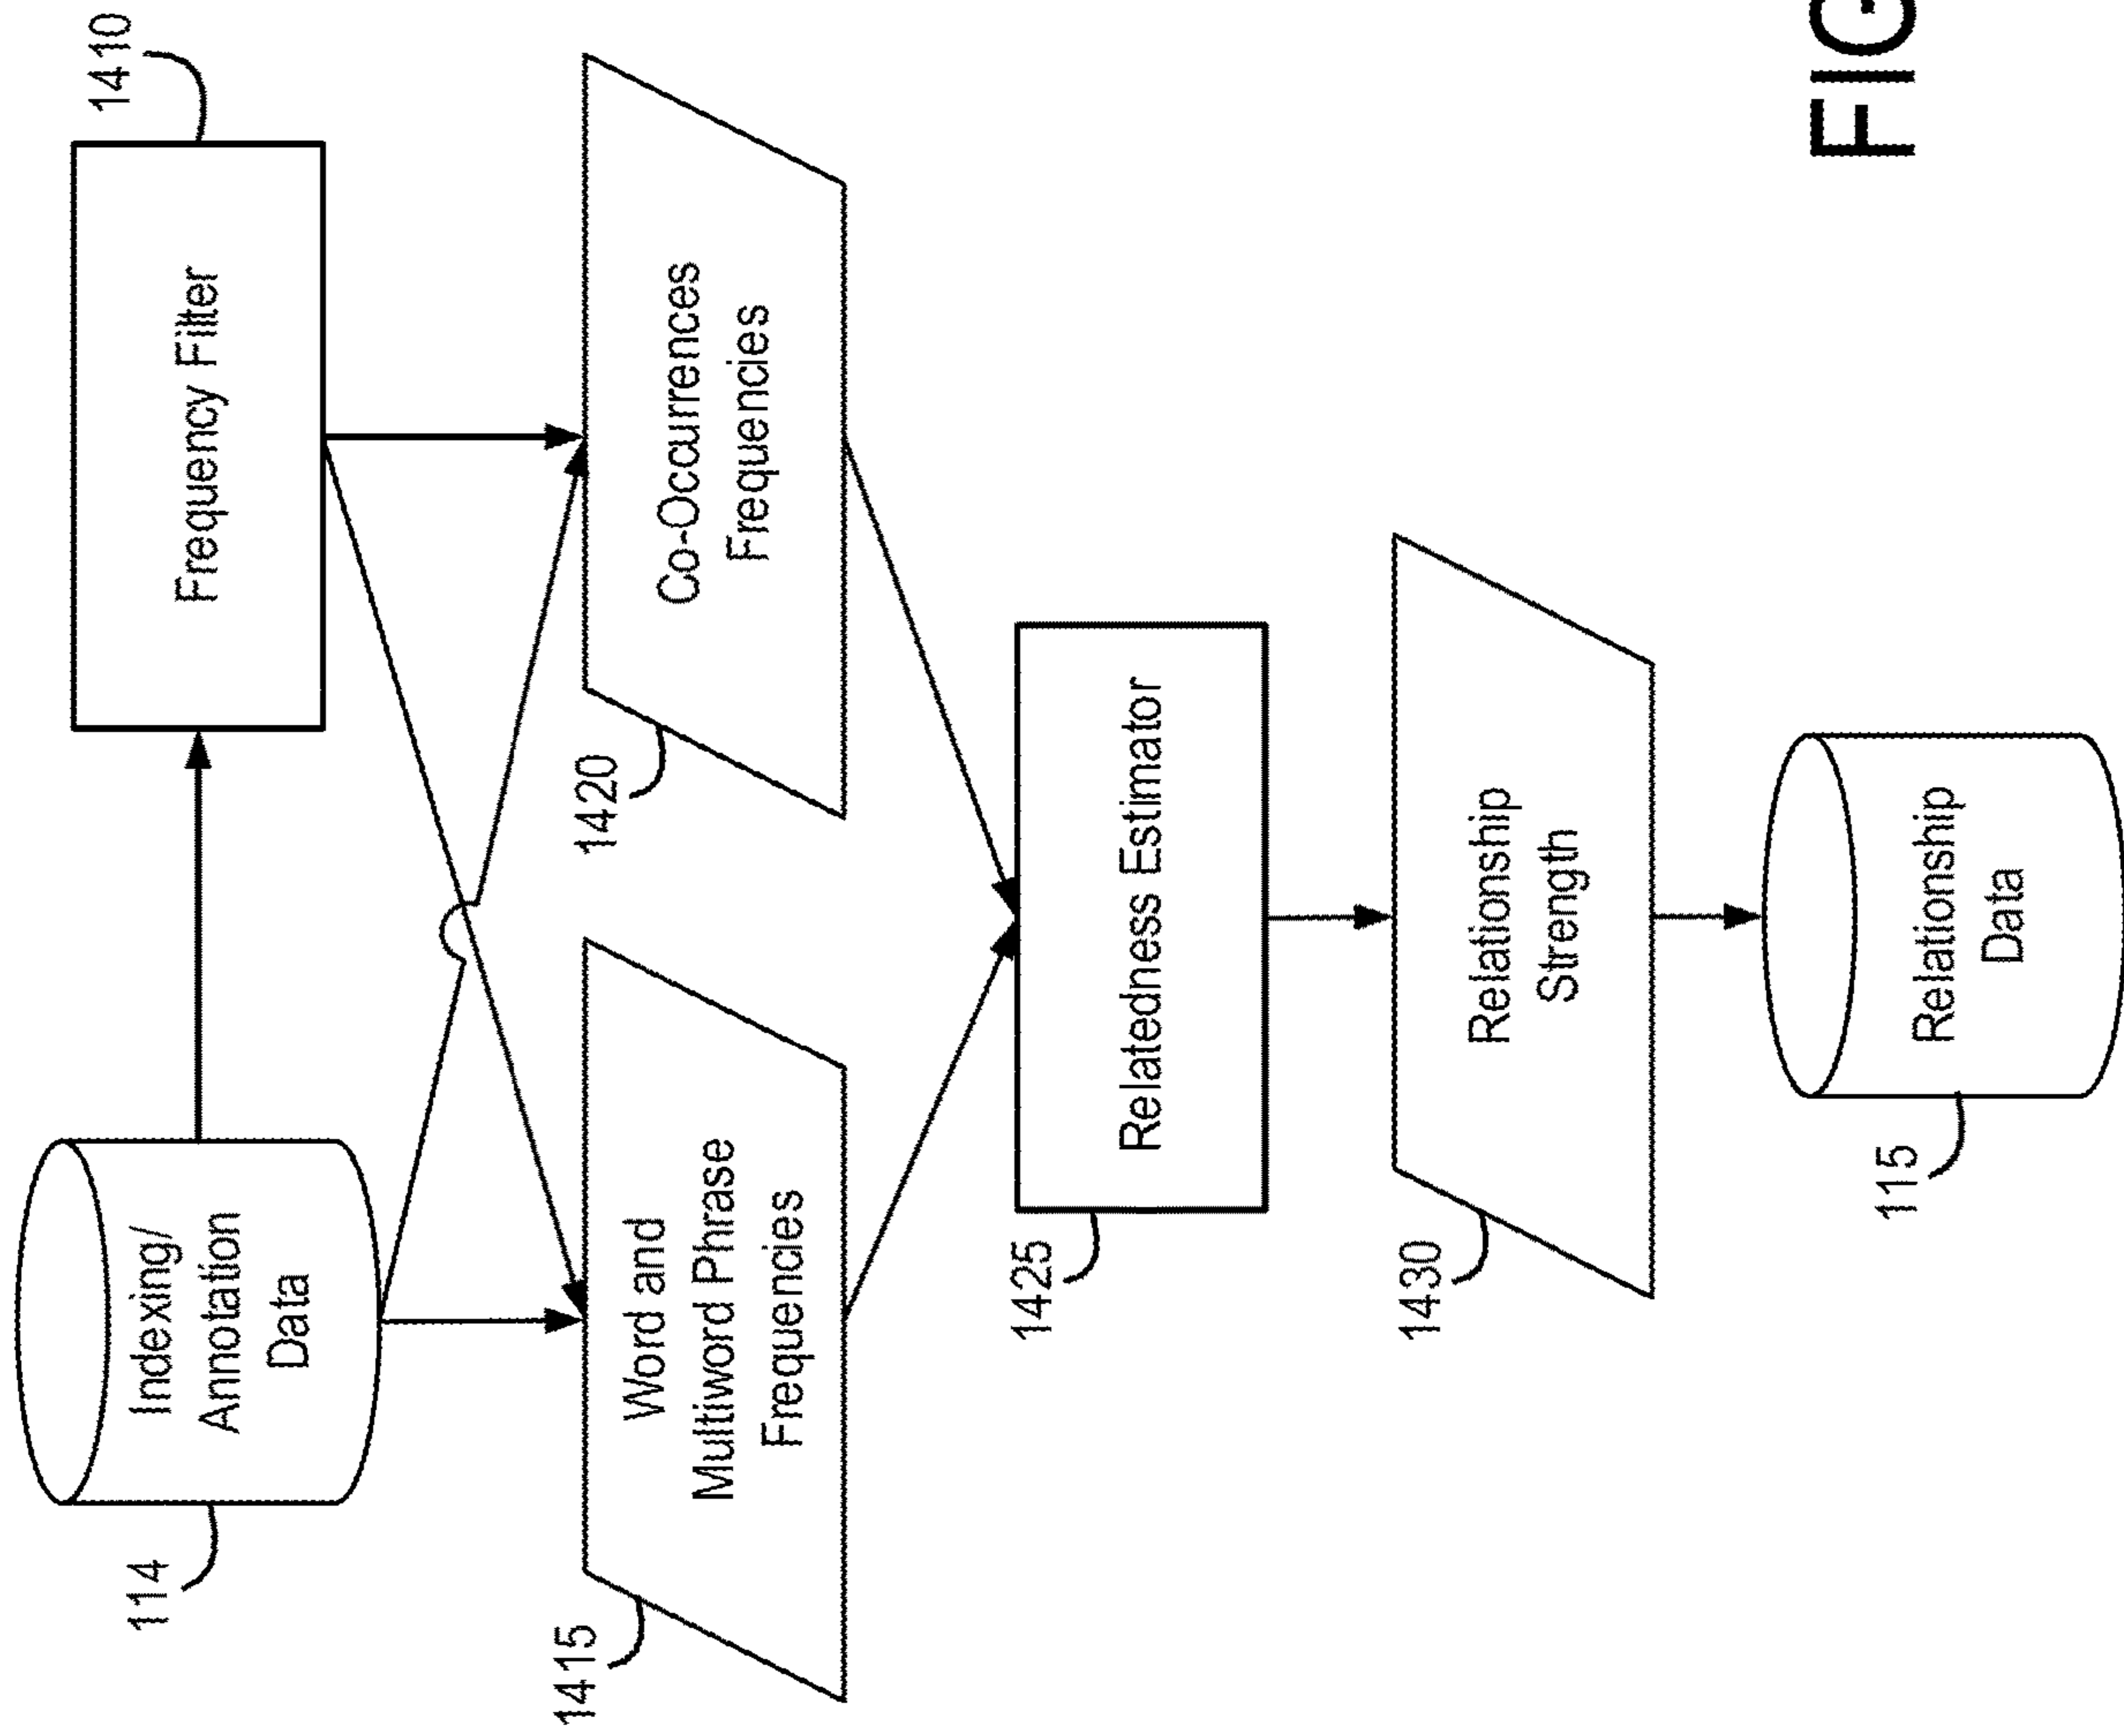 114
Indexing/
Annotation
Data
Frequency Filter
1410
1415
Word and
Multiword Phrase
Frequencies
1420
Co-Occurrences
Frequencies
1425
Relatedness Estimator
1430
Relationship
Strength
115
Relationship
Data